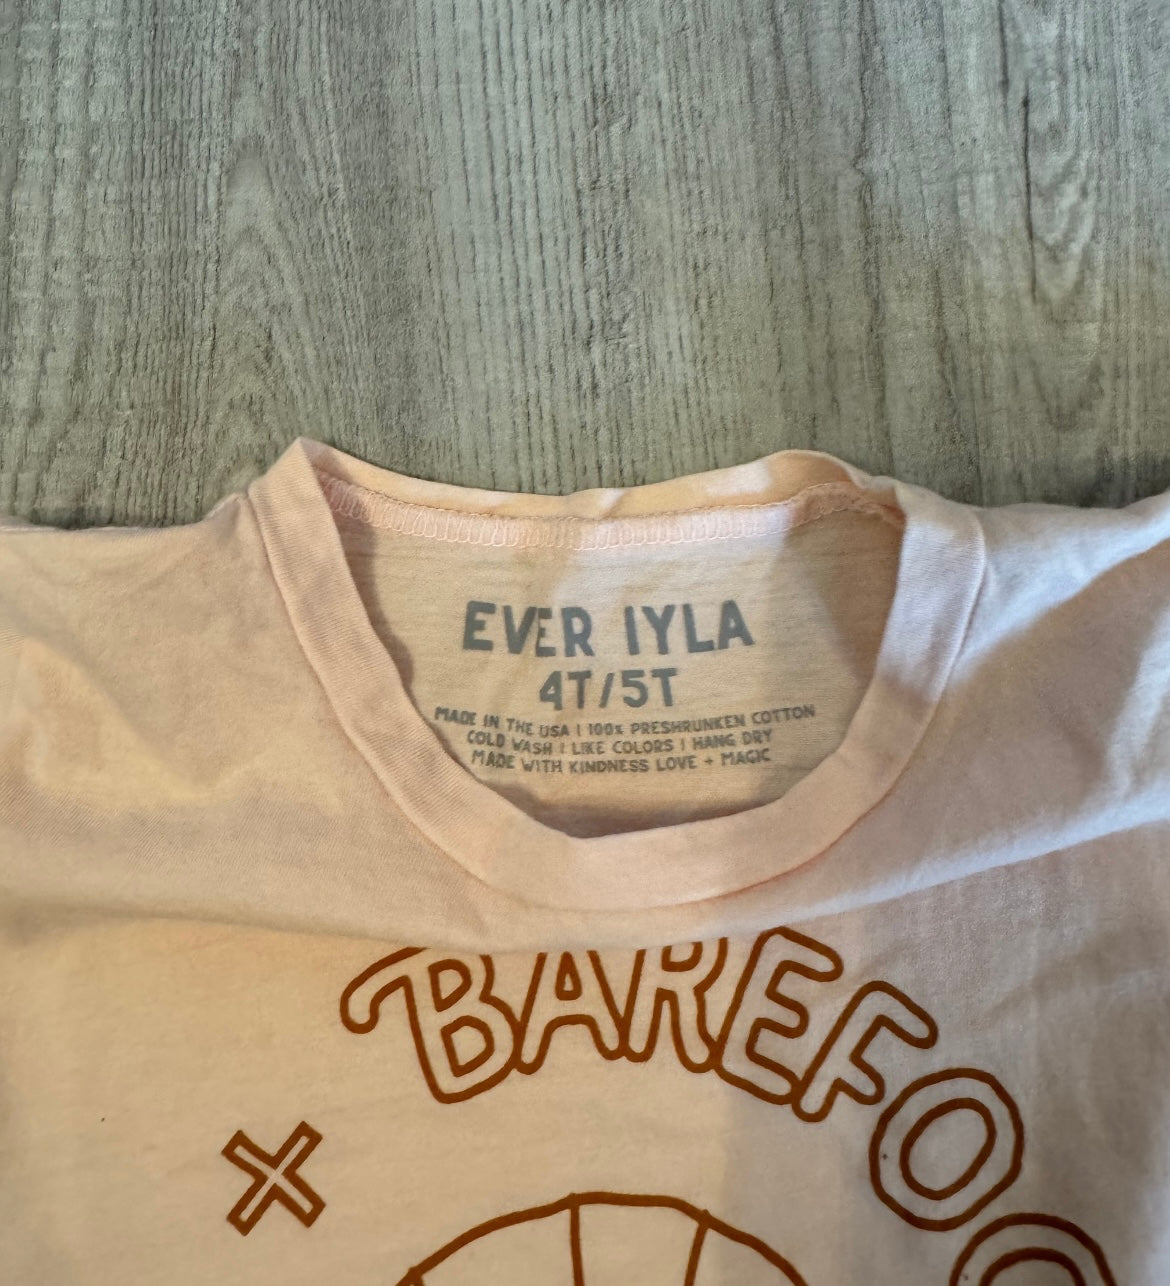 EVER IYLA
4T/5T
MADE IN THE USA | 100% PRESHRUNKEN COTTON
COLD WASH | LIKE COLORS | HANG DRY
MADE WITH KINDNESS LOVE + MAGIC
BAREFOO